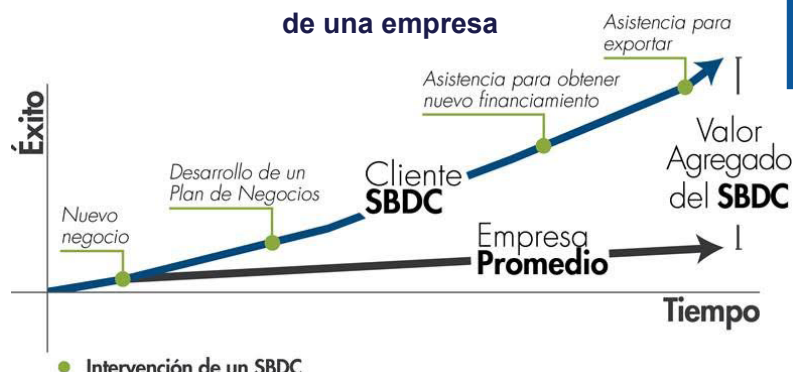 de una empresa
Asistencia para
exportar
Asistencia para obtener
nuevo financiamiento
Éxito
Valor
Agregado
del SBDC
Desarrollo de un
Plan de Negocios
Cliente
SBDC
Nuevo
negocio
Empresa
Promedio
Tiempo
Intervención de un SBDC